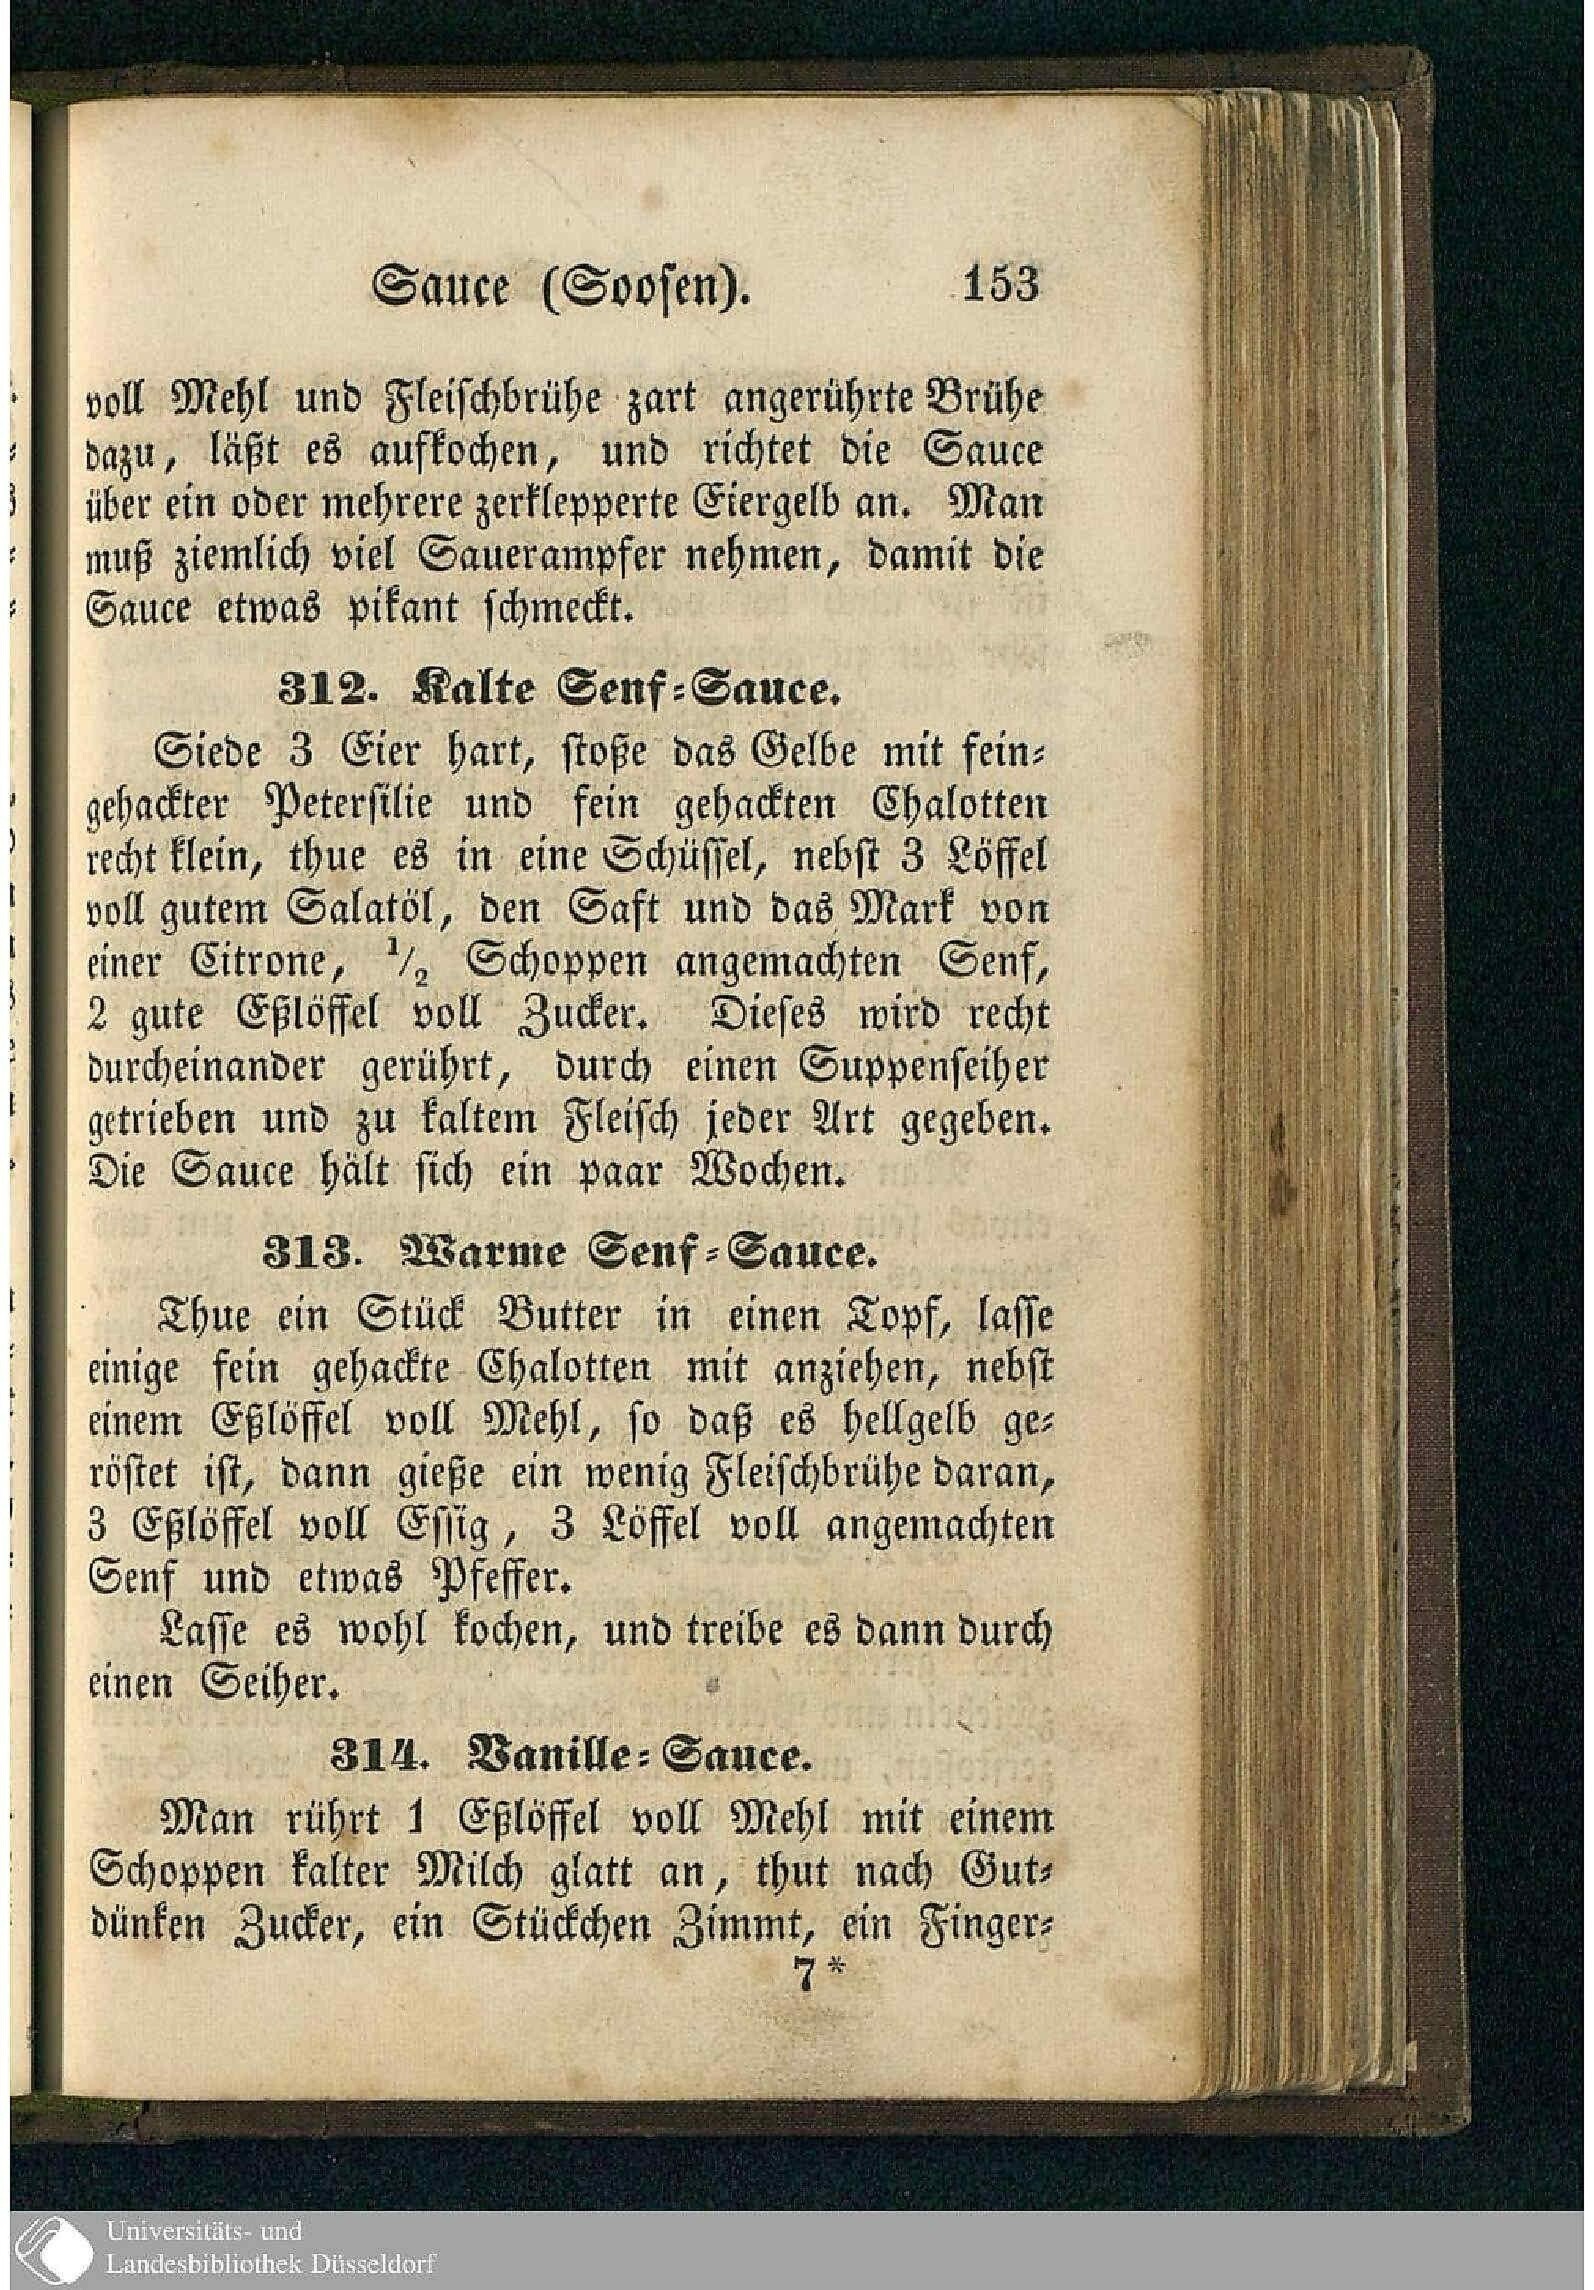 Sauce (Soosen). 153
voll Mehl und Fleischbrühe zart angerührte Brühe
dazu, läßt es aufkochen, und richtet die Sauce
über ein oder mehrere zerklepperte Eiergelb an. Man
muß ziemlich viel Sauerampfer nehmen, damit die
Sauce etwas pikant schmeckt.
312. Kalte Senf-Sauce.
Siede 3 Eier hart, stoße das Gelbe mit fein-
gehackter Petersilie und fein gehackten Chalotten
recht klein, thue es in eine Schüssel, nebst 3 Löffel
voll gutem Salatöl, den Saft und das Mark von
einer Citrone, 1/2 Schoppen angemachten Senf,
2 gute Eßlöffel voll Zucker. Dieses wird recht
durcheinander gerührt, durch einen Suppenseiher
getrieben und zu kaltem Fleisch jeder Art gegeben.
Die Sauce hält sich ein paar Wochen.
313. Warme Senf-Sauce.
Thue ein Stück Butter in einen Topf, lasse
einige fein gehackte Chalotten mit anziehen, nebst
einem Eßlöffel voll Mehl, so daß es hellgelb ge-
röstet ist, dann gieße ein wenig Fleischbrühe daran,
3 Eßlöffel voll Essig, 3 Löffel voll angemachten
Senf und etwas Pfeffer.
Lasse es wohl kochen, und treibe es dann durch
einen Seiher.
314. Vanille-Sauce.
Man rührt 1 Eßlöffel voll Mehl mit einem
Schoppen kalter Milch glatt an, thut nach Gut-
dünken Zucker, ein Stückchen Zimmt, ein Finger-
7*
Universitäts- und
Landesbibliothek Düsseldorf